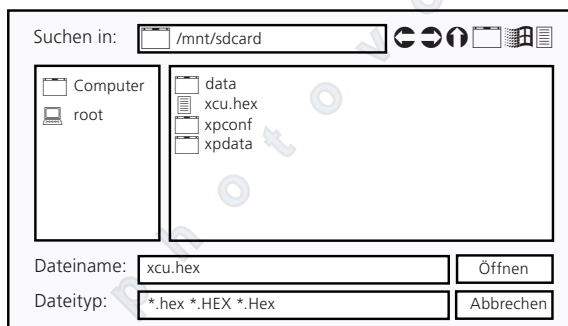 Suchen in: /mnt/sdcard
Computer
root
data
xcu.hex
xpconf
xpdata
Dateiname: xcu.hex Öffnen
Dateityp: *.hex *.HEX *.Hex Abbrechen
photovo